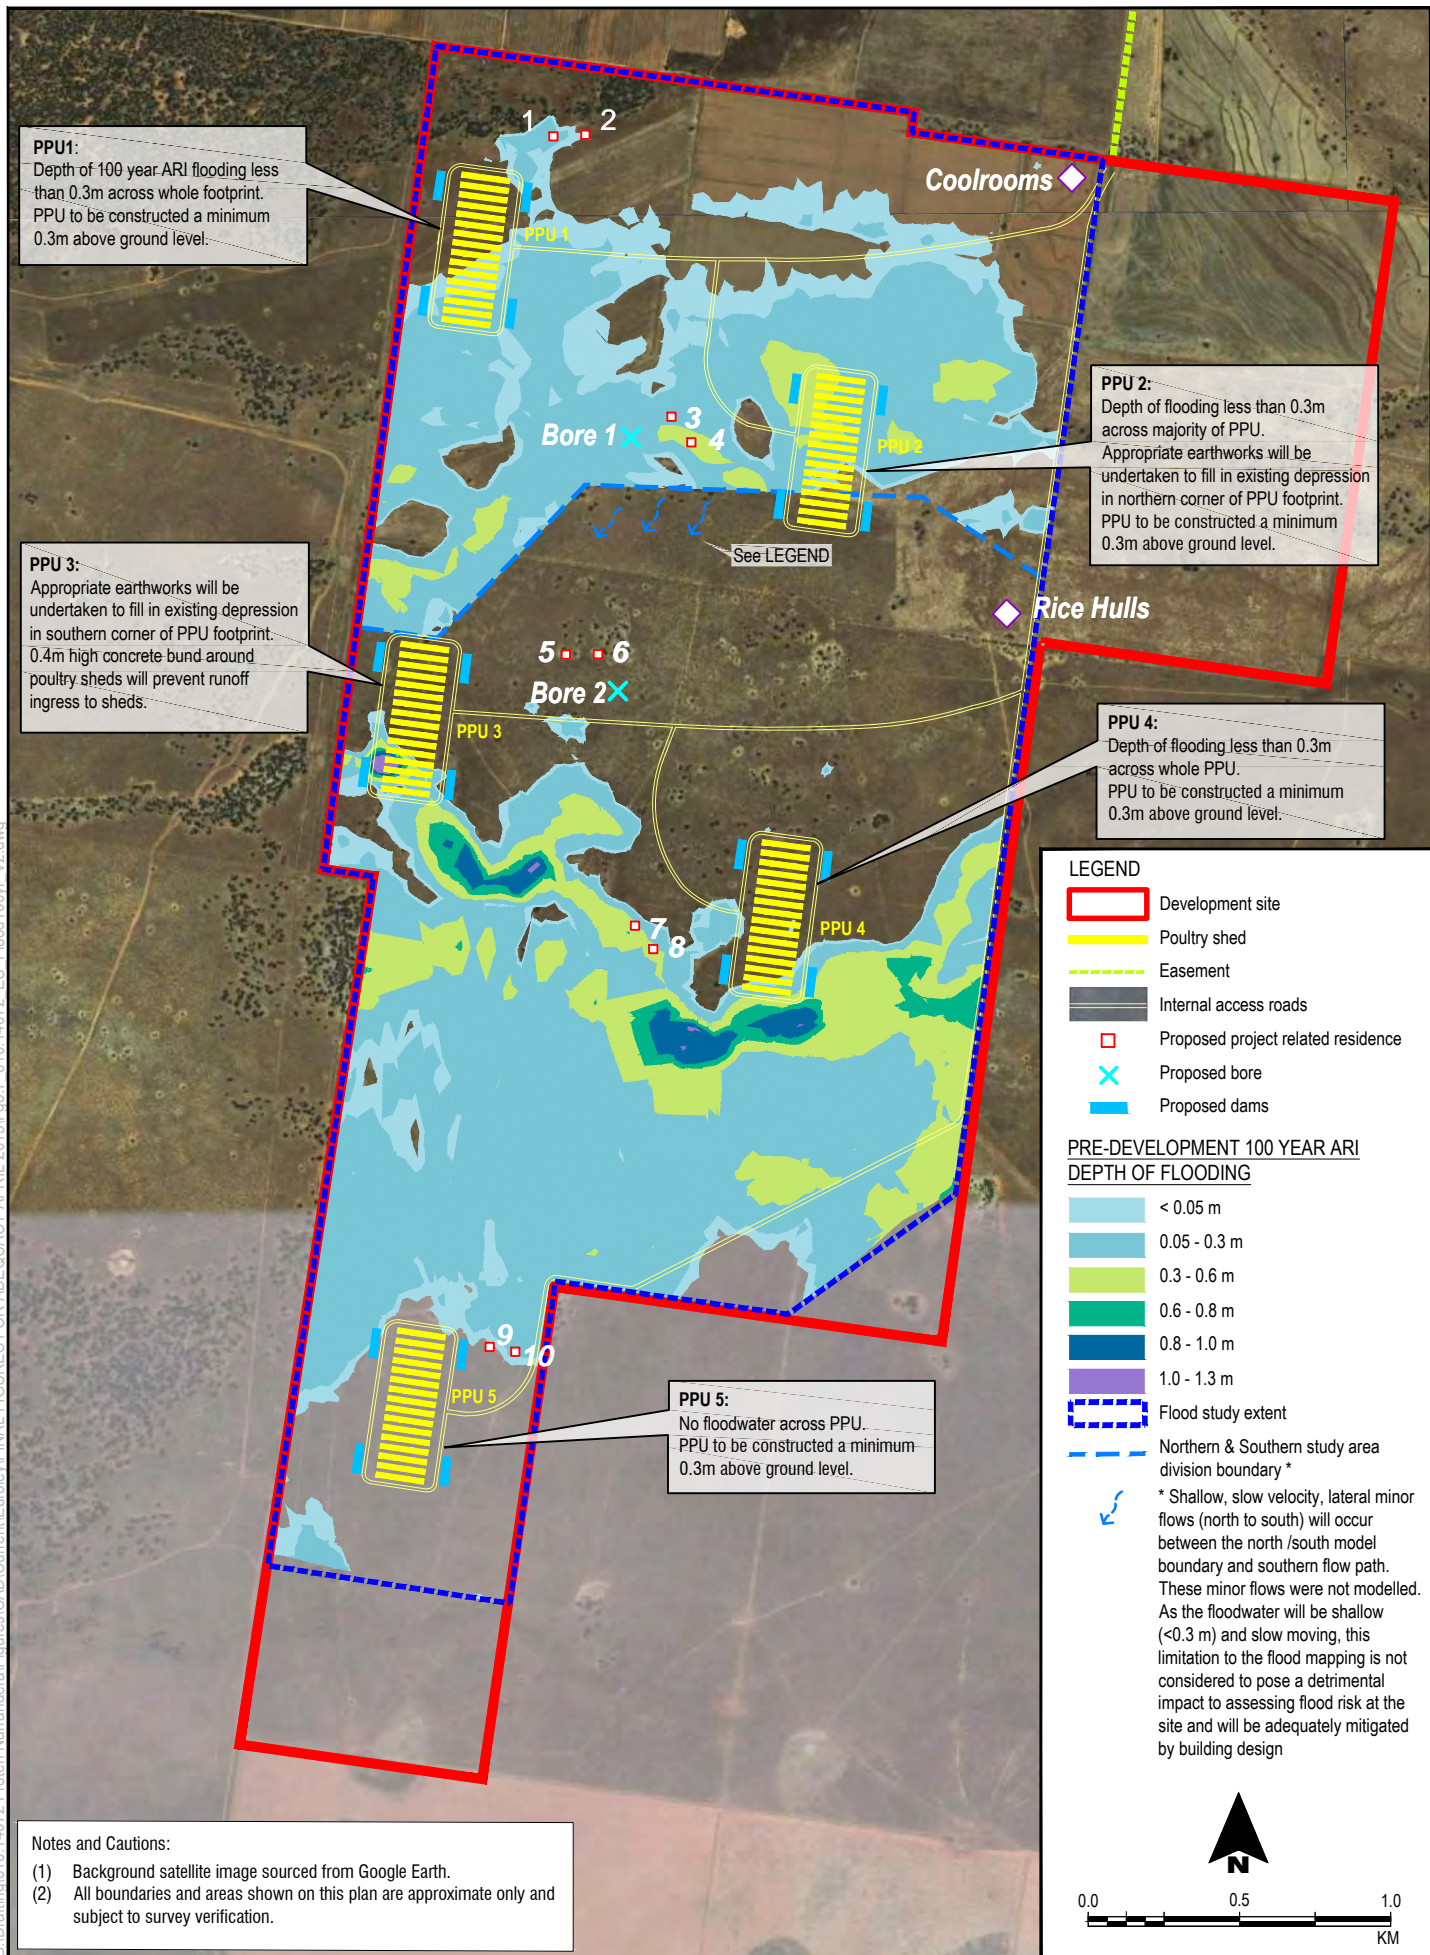 1
2
PPU1:
Depth of 100 year ARI flooding less
than 0.3m across whole footprint.
PPU to be constructed a minimum
0.3m above ground level.
Coolrooms
PPU 1
PPU 2:
Depth of flooding less than 0.3m
across majority of PPU.
Appropriate earthworks will be
undertaken to fill in existing depression
in northern corner of PPU footprint.
PPU to be constructed a minimum
0.3m above ground level.
3
Bore 1
4
PPU 2
See LEGEND
PPU 3:
Appropriate earthworks will be
undertaken to fill in existing depression
in southern corner of PPU footprint.
0.4m high concrete bund around
poultry sheds will prevent runoff
ingress to sheds.
Rice Hulls
5
6
Bore 2
PPU 3
PPU 4:
Depth of flooding less than 0.3m
across whole PPU.
PPU to be constructed a minimum
0.3m above ground level.
7
8
PPU 4
9
10
PPU 5
PPU 5:
No floodwater across PPU.
PPU to be constructed a minimum
0.3m above ground level.
LEGEND
Development site
Poultry shed
Easement
Internal access roads
Proposed project related residence
Proposed bore
Proposed dams
PRE-DEVELOPMENT 100 YEAR ARI
DEPTH OF FLOODING
< 0.05 m
0.05 - 0.3 m
0.3 - 0.6 m
0.6 - 0.8 m
0.8 - 1.0 m
1.0 - 1.3 m
Flood study extent
Northern & Southern study area
division boundary *
* Shallow, slow velocity, lateral minor
flows (north to south) will occur
between the north /south model
boundary and southern flow path.
These minor flows were not modelled.
As the floodwater will be shallow
(<0.3 m) and slow moving, this
limitation to the flood mapping is not
considered to pose a detrimental
impact to assessing flood risk at the
site and will be adequately mitigated
by building design
N
0.0 0.5 1.0
KM
Notes and Cautions:
(1) Background satellite image sourced from Google Earth.
(2) All boundaries and areas shown on this plan are approximate only and
subject to survey verification.